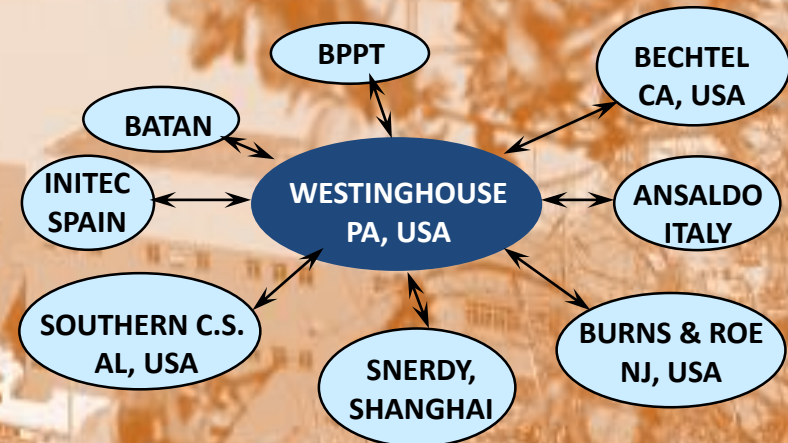 BPPT
BECHTEL
CA, USA
BATAN
INITEC
SPAIN
WESTINGHOUSE
PA, USA
ANSALDO
ITALY
SOUTHERN C.S.
AL, USA
SNERDY,
SHANGHAI
BURNS & ROE
NJ, USA